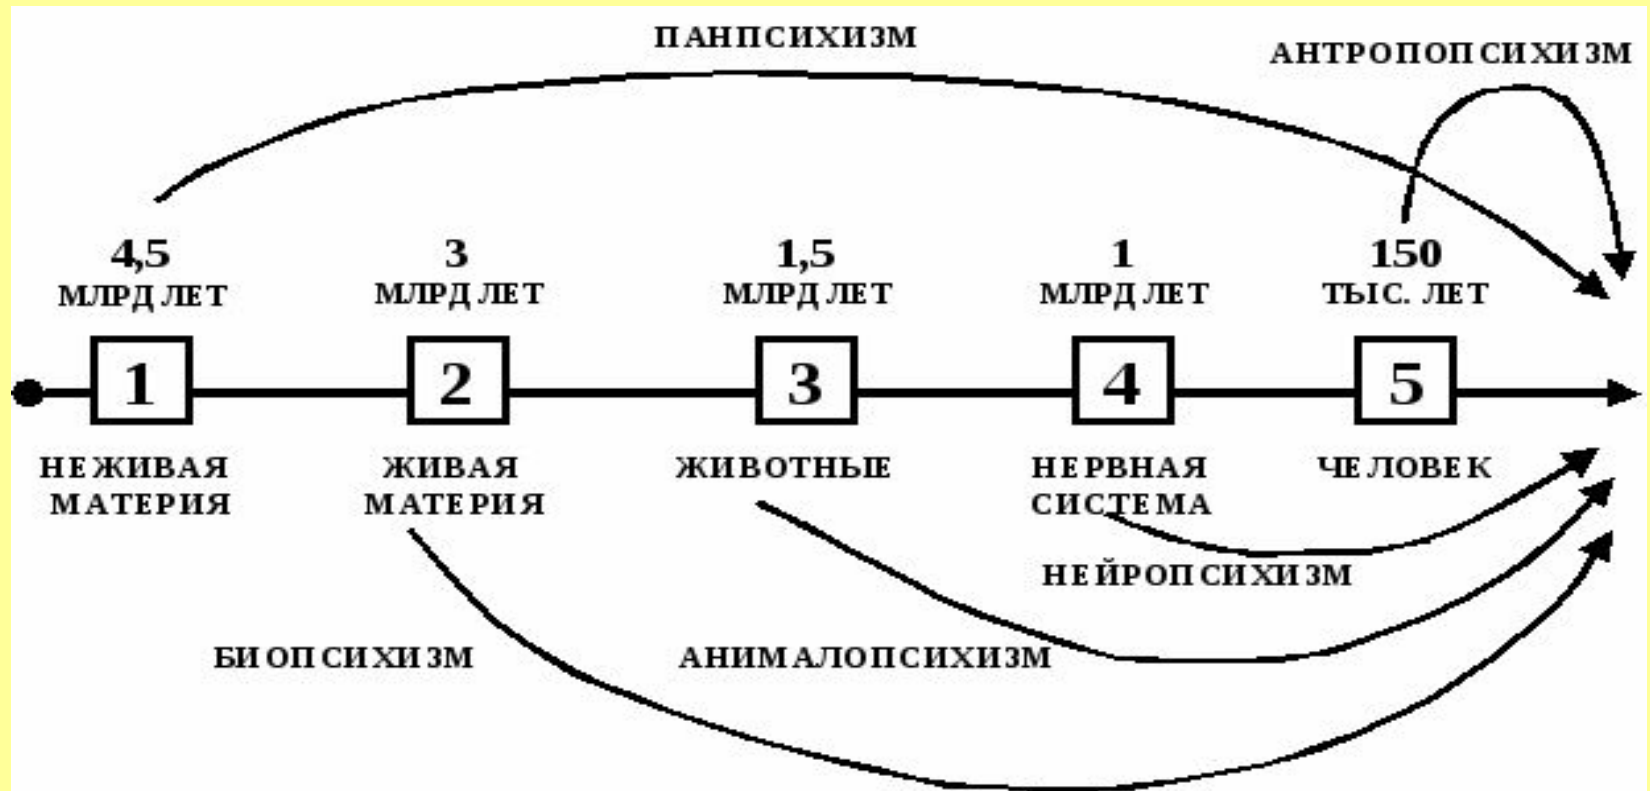 ПАНПСИХИЗМ
АНТРОПОПСИХИЗМ
4,5
МЛРД ЛЕТ
3
МЛРД ЛЕТ
1,5
МЛРД ЛЕТ
1
МЛРД ЛЕТ
150
ТЫС. ЛЕТ
1
2
3
4
5
НЕЖИВАЯ
МАТЕРИЯ
ЖИВАЯ
МАТЕРИЯ
ЖИВОТНЫЕ
НЕРВНАЯ
СИСТЕМА
ЧЕЛОВЕК
НЕЙРОПСИХИЗМ
БИОПСИХИЗМ
АНИМАЛОПСИХИЗМ